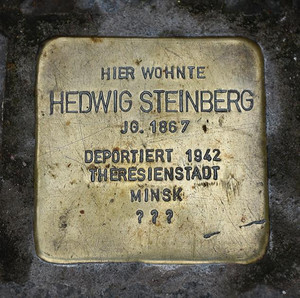 HIER WOHNTE
HEDWIG STEINBERG
JG. 1867
DEPORTIERT 1942
THERESIENSTADT
MINSK
? ? ?